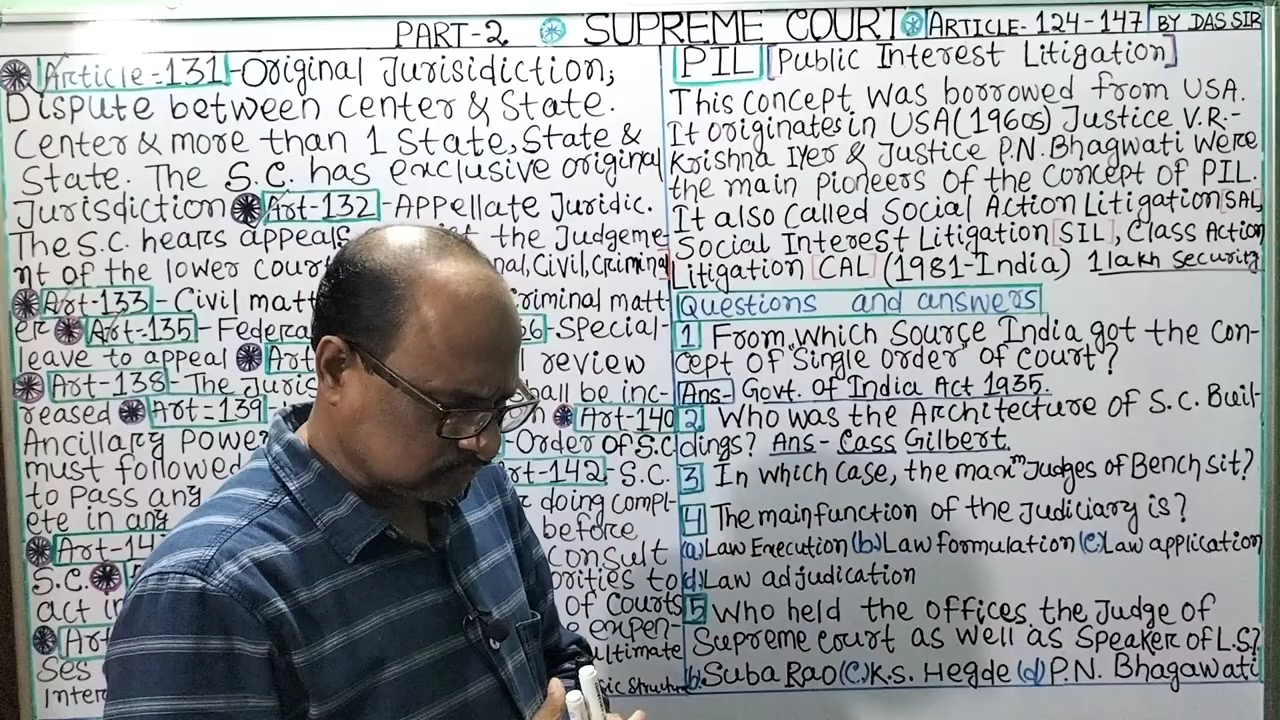 PART-2 SUPREME COURT ARTICLE-124-147 BY DAS SIR
Article=131-Original Jurisidiction,
Dispute between center & State.
Center & more than 1 State, State &
State. The S.C. has exclusive original
Jurisdiction Art-132-Appellate Juridic.
The S.C. hears appeals the Judgeme-
nt of the lower cour nal, Civil, Criminal
Art-133-Civil matt riminal matt-
er Art-135-Federa 6-Special-
leave to appeal Art review
Art-138-The Juris all be inc-
reased Art=139- Art-140
Ancillary power -Order of S.C
must followed rt-142-S.C.
to pass any doing compl-
ete in any before
Art-14 consult
S.C. orities to
act in of Courts
Art expen-
ses ultimate
Inter ic Structure
PIL [Public Interest Litigation]
This concept was borrowed from USA.
It originates in USA (1960s) Justice V.R.-
Krishna Iyer & Justice P.N. Bhagwati were
the main pioneers of the concept of PIL.
It also called Social Action Litigation [SAL]
Social Interest Litigation [SIL], Class Action
Litigation [CAL] (1981-India) 1 lakh security
Questions and answers
1 From which Source India got the con-
cept of "Single order" of court?
Ans- Govt. of India Act 1935.
2. Who was the Architecture of S.C. Buil-
dings? Ans- Cass Gilbert.
3 In which case, the maxim Judges of Bench sit?
4 The main function of the Judiciary is?
(a) Law Execution (b) Law formulation (c) Law application
(d) Law adjudication
5 Who held the offices the Judge of
Supreme court as well as Speaker of L.S?
(b) Suba Rao (C) K.s. Hegde (d) P.N. Bhagawati